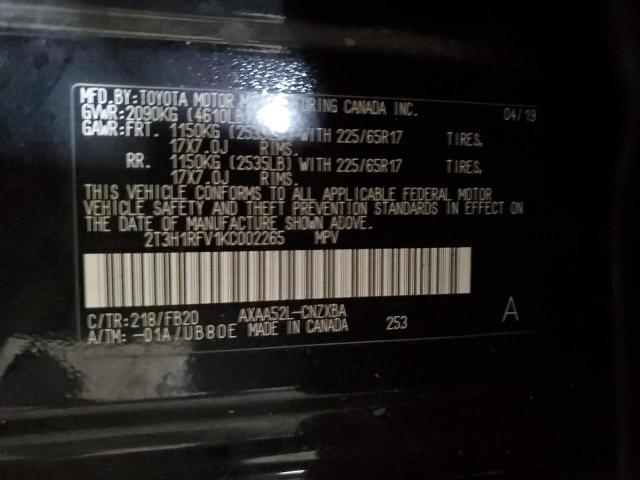 MFD.BY:TOYOTA MOTOR MANUFACTURING CANADA INC.
GVWR:2090KG (4610LB) 04/19
GAWR:FRT. 1150KG (2535LB) WITH 225/65R17 TIRES,
17X7.0J RIMS,
RR. 1150KG (2535LB) WITH 225/65R17 TIRES,
17X7.0J RIMS,
THIS VEHICLE CONFORMS TO ALL APPLICABLE FEDERAL MOTOR
VEHICLE SAFETY AND THEFT PREVENTION STANDARDS IN EFFECT ON
THE DATE OF MANUFACTURE SHOWN ABOVE.
2T3H1RFV1KC002265 MPV
C/TR:218/FB20 AXAA52L-CNZXBA
A/TM: -01A/UB80E MADE IN CANADA 253 A